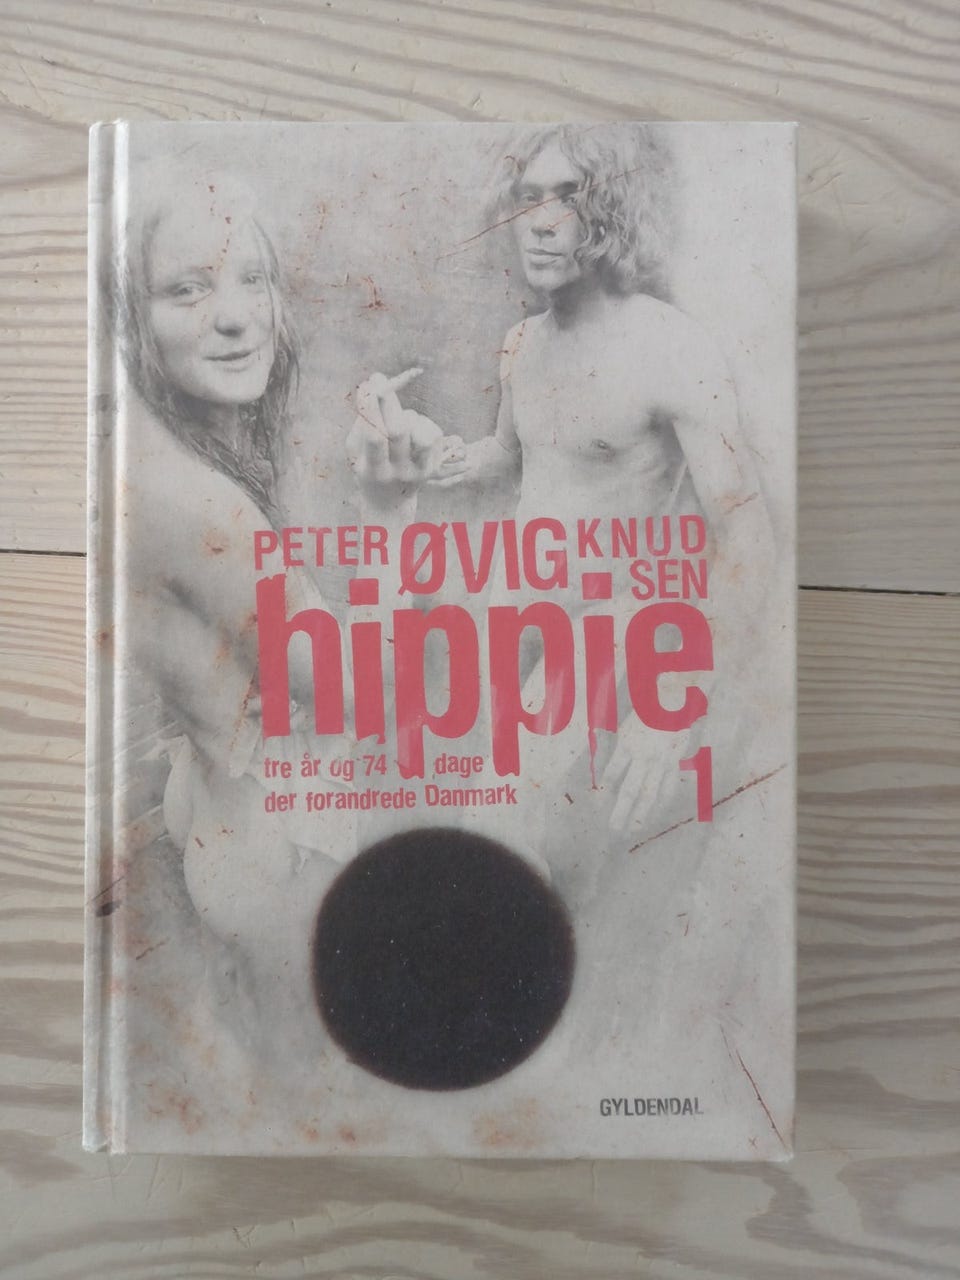 PETER ØVIG KNUD
SEN
hippie
tre år og 74 dage
der forandrede Danmark
1
GYLDENDAL